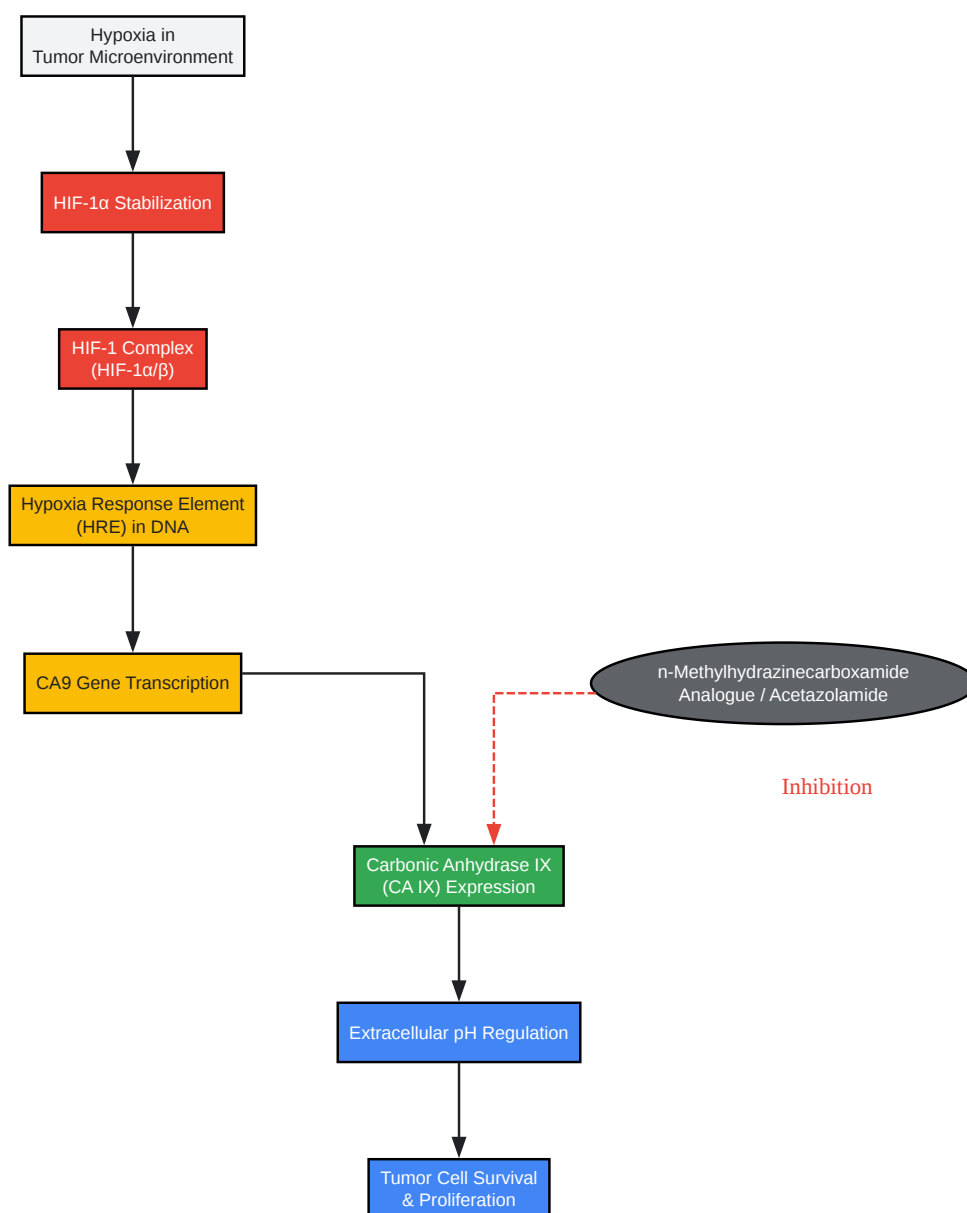 Hypoxia in
Tumor Microenvironment
HIF-1α Stabilization
HIF-1 Complex
(HIF-1α/β)
Hypoxia Response Element
(HRE) in DNA
CA9 Gene Transcription
n-Methylhydrazinecarboxamide
Analogue / Acetazolamide
Inhibition
Carbonic Anhydrase IX
(CA IX) Expression
Extracellular pH Regulation
Tumor Cell Survival
& Proliferation